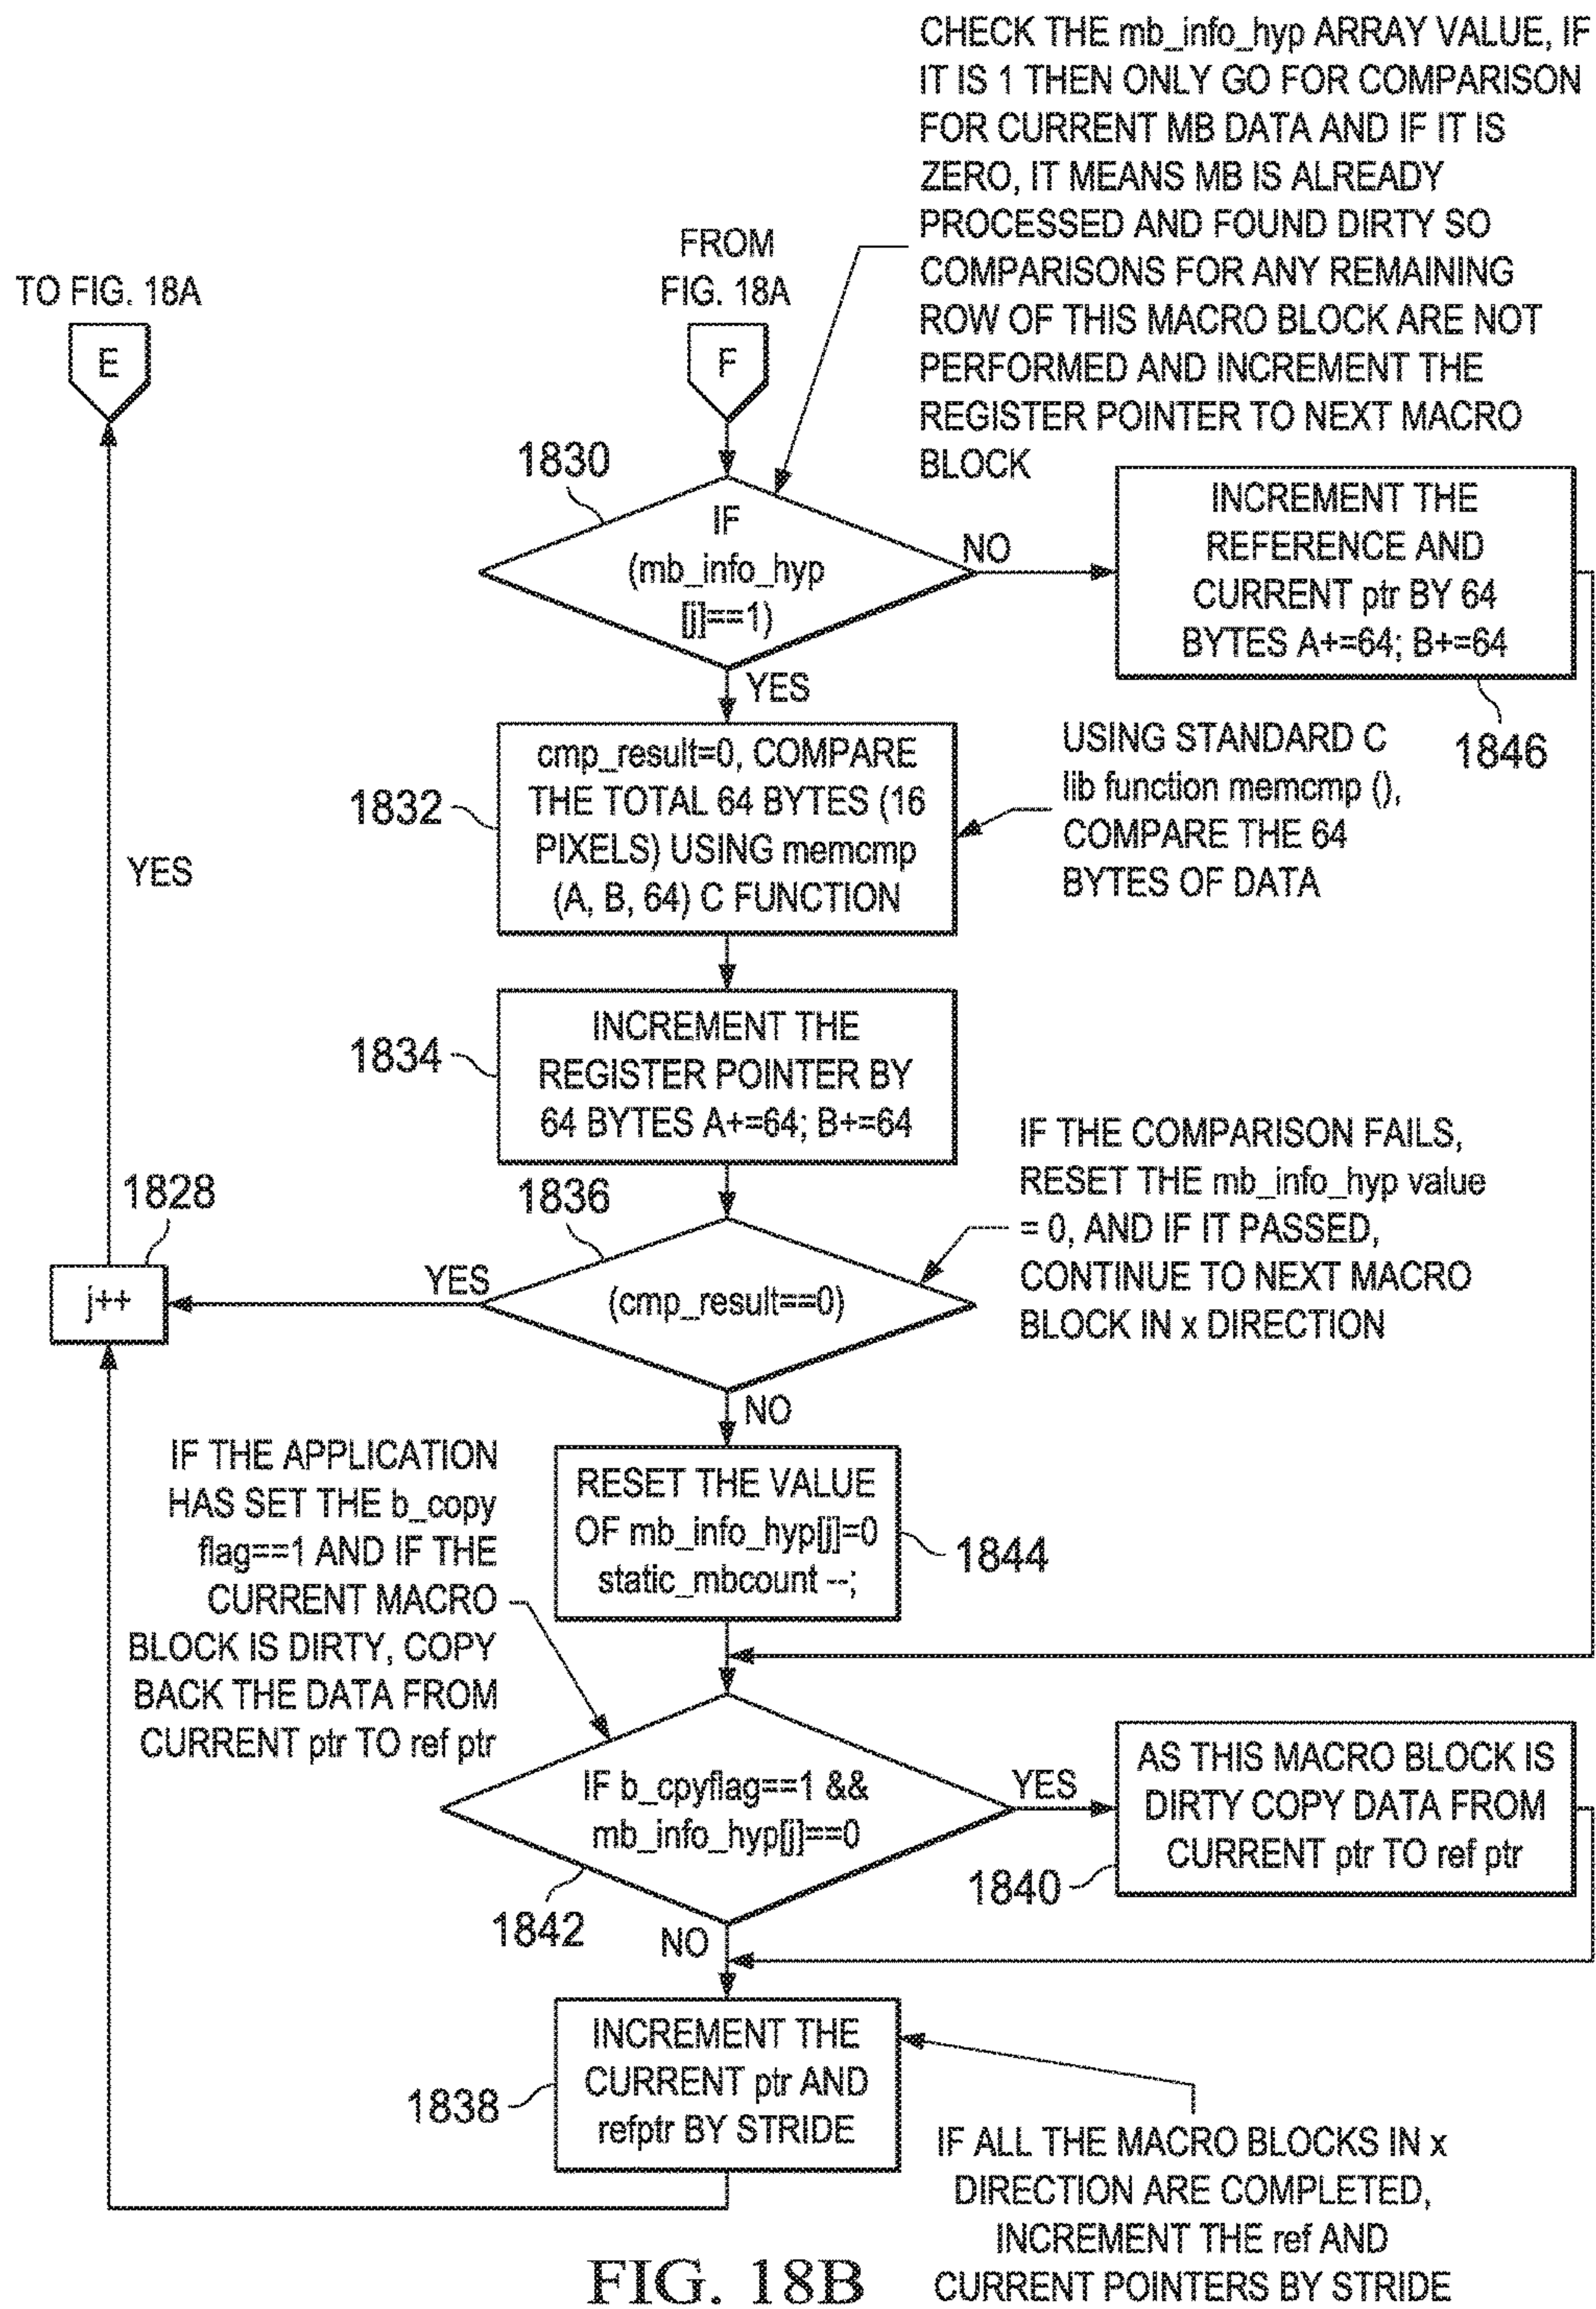 CHECK THE mb_info_hyp ARRAY VALUE, IF
IT IS 1 THEN ONLY GO FOR COMPARISON
FOR CURRENT MB DATA AND IF IT IS
ZERO, IT MEANS MB IS ALREADY
PROCESSED AND FOUND DIRTY SO
COMPARISONS FOR ANY REMAINING
ROW OF THIS MACRO BLOCK ARE NOT
PERFORMED AND INCREMENT THE
REGISTER POINTER TO NEXT MACRO
BLOCK
TO FIG. 18A
E
FROM
FIG. 18A
F
1830
IF
(mb_info_hyp
[j]==1)
NO
YES
INCREMENT THE
REFERENCE AND
CURRENT ptr BY 64
BYTES A+=64; B+=64
1846
1832
cmp_result=0, COMPARE
THE TOTAL 64 BYTES (16
PIXELS) USING memcmp
(A, B, 64) C FUNCTION
USING STANDARD C
lib function memcmp (),
COMPARE THE 64
BYTES OF DATA
YES
1834
INCREMENT THE
REGISTER POINTER BY
64 BYTES A+=64; B+=64
IF THE COMPARISON FAILS,
RESET THE mb_info_hyp value
= 0, AND IF IT PASSED,
CONTINUE TO NEXT MACRO
BLOCK IN x DIRECTION
1828
j++
1836
YES
(cmp_result==0)
NO
IF THE APPLICATION
HAS SET THE b_copy
flag==1 AND IF THE
CURRENT MACRO
BLOCK IS DIRTY, COPY
BACK THE DATA FROM
CURRENT ptr TO ref ptr
RESET THE VALUE
OF mb_info_hyp[j]=0
static_mbcount --;
1844
IF b_cpyflag==1 &&
mb_info_hyp[j]==0
1842
YES
NO
AS THIS MACRO BLOCK IS
DIRTY COPY DATA FROM
CURRENT ptr TO ref ptr
1840
INCREMENT THE
CURRENT ptr AND
refptr BY STRIDE
1838
IF ALL THE MACRO BLOCKS IN x
DIRECTION ARE COMPLETED,
INCREMENT THE ref AND
CURRENT POINTERS BY STRIDE
FIG. 18B